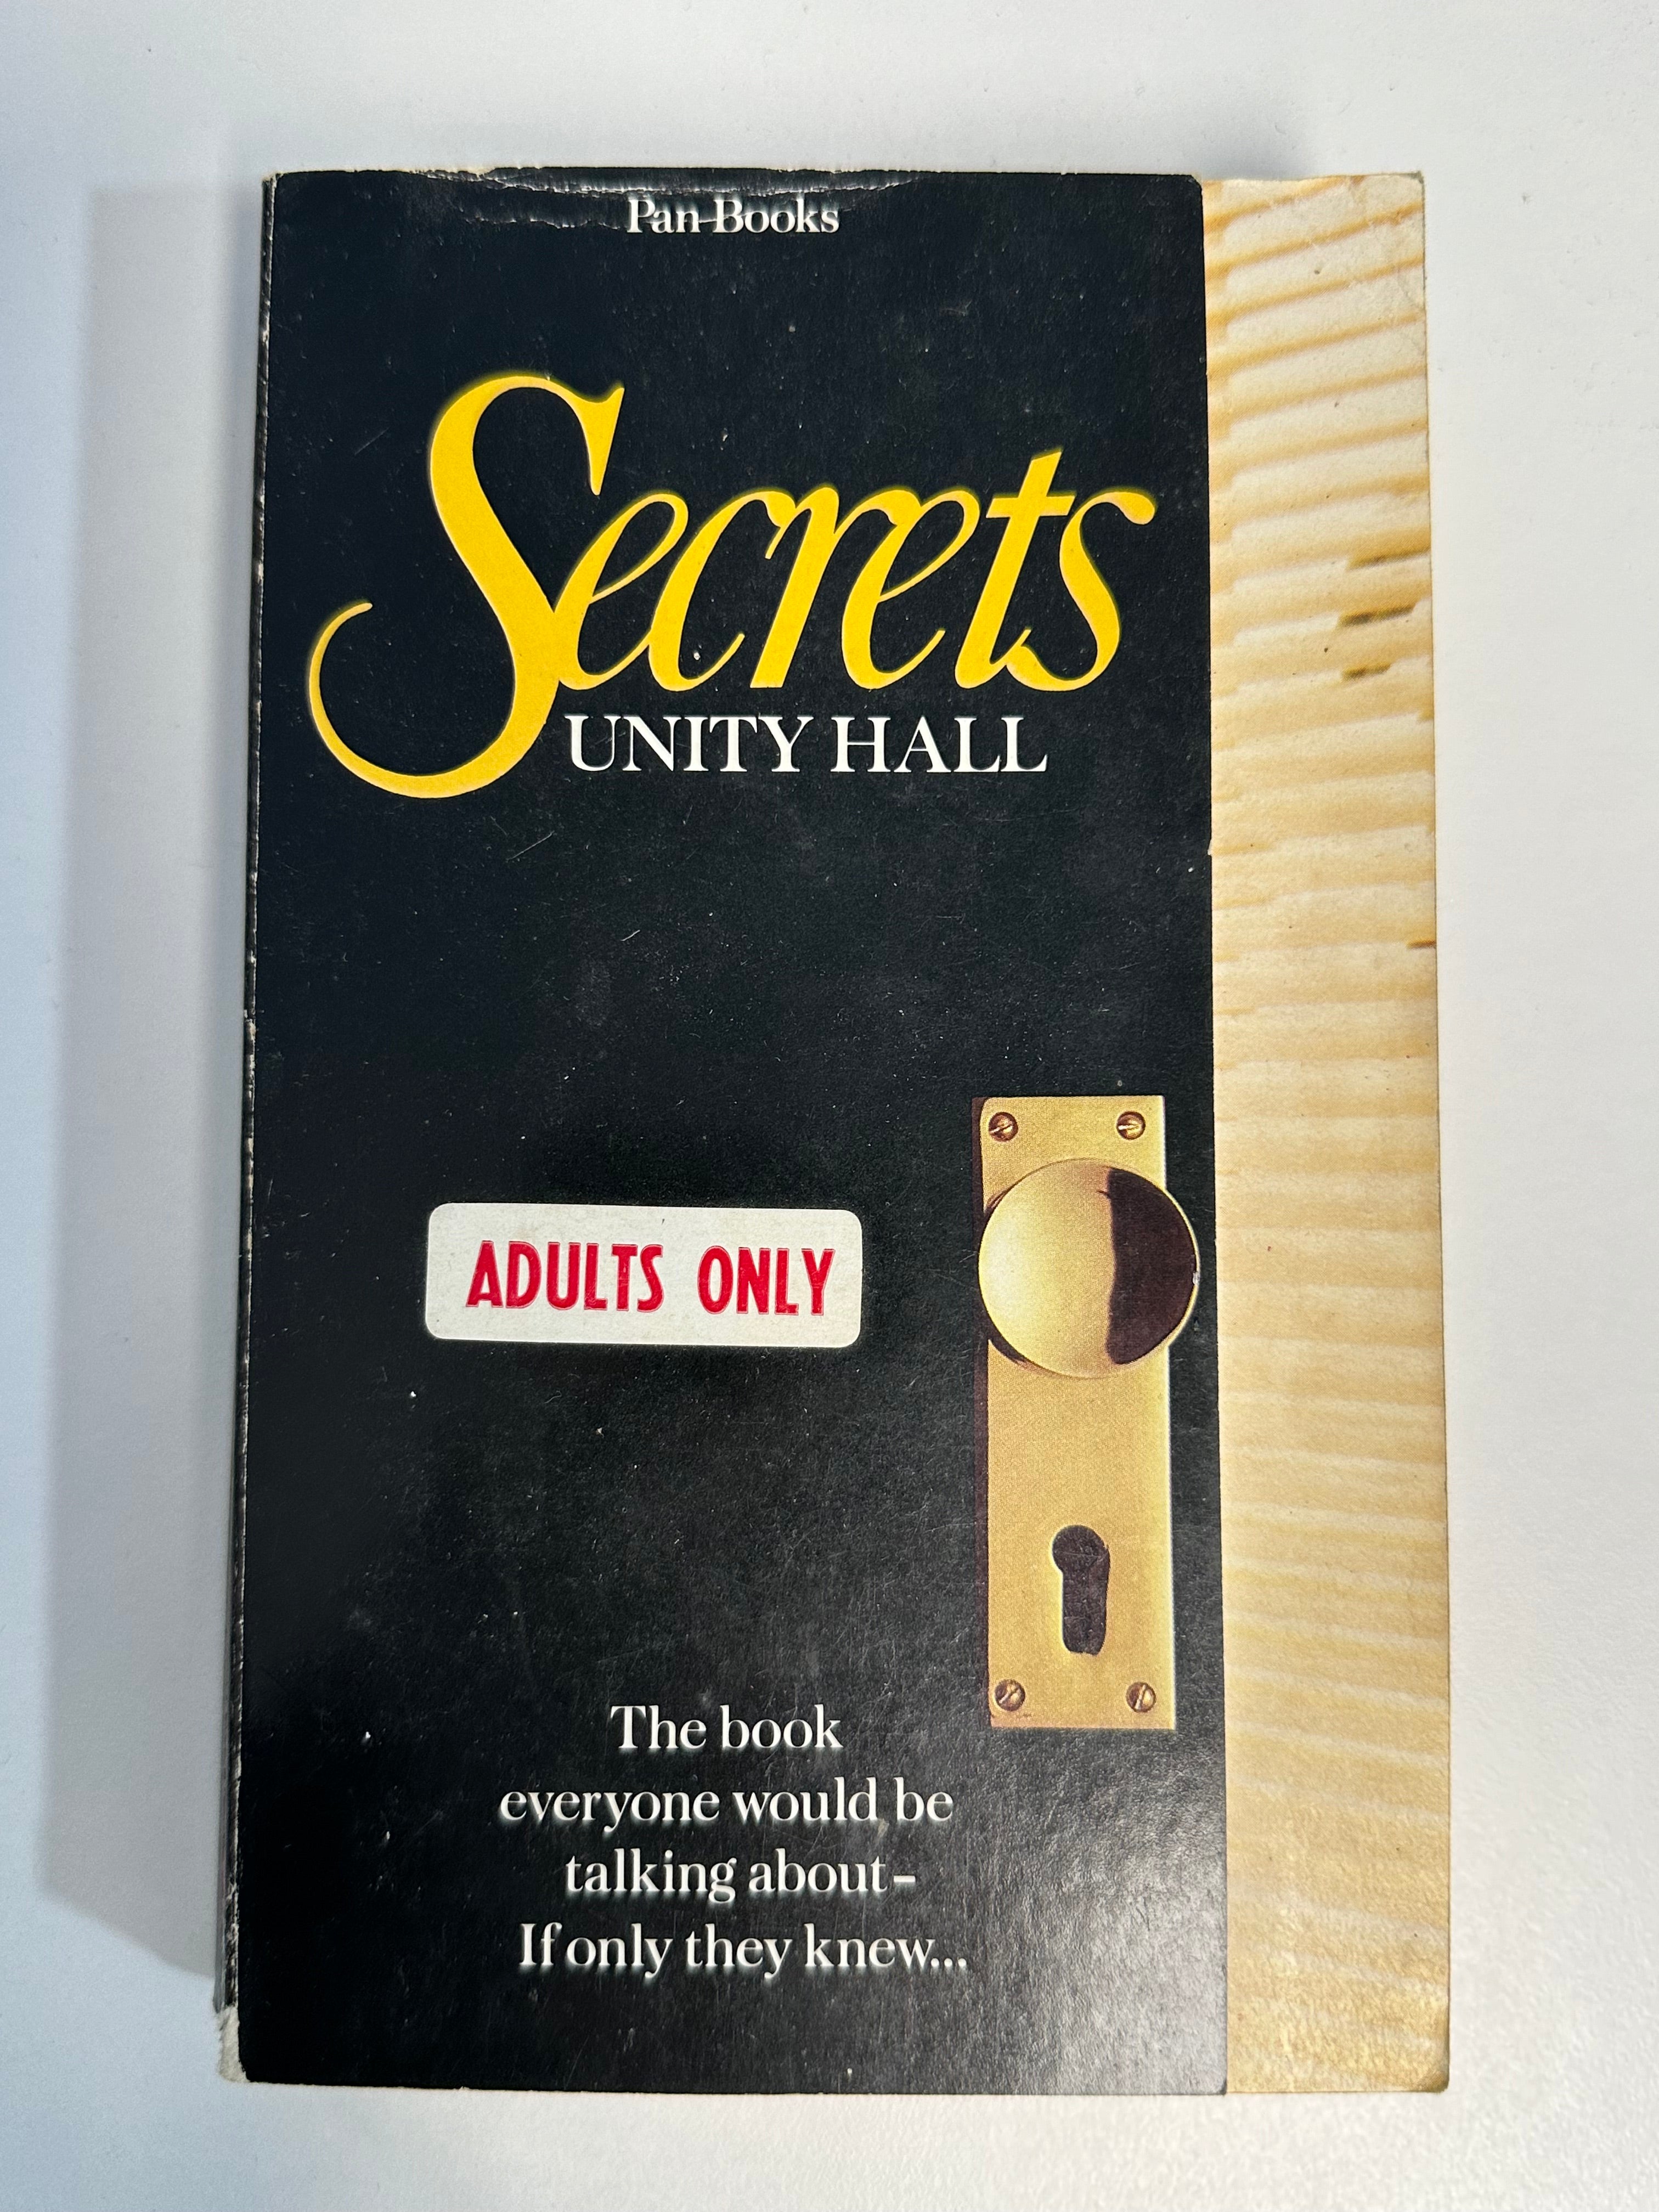 Pan Books
Secrets
UNITY HALL
ADULTS ONLY
The book
everyone would be
talking about–
If only they knew...